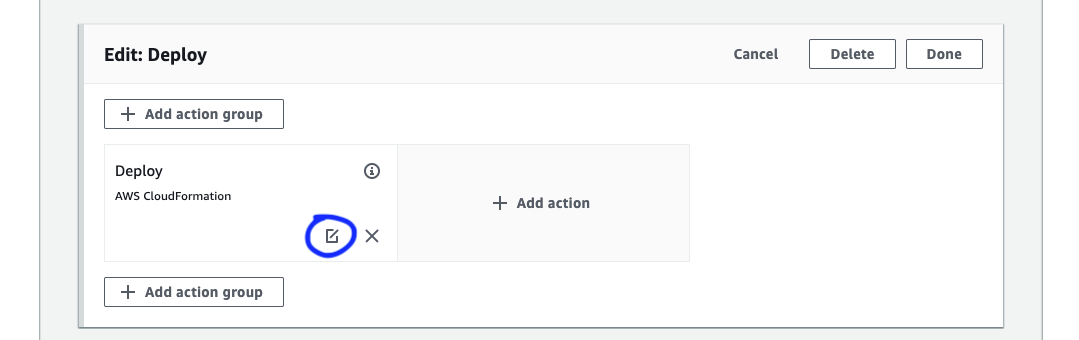 Edit: Deploy
Cancel
Delete
Done
Add action group
Deploy
AWS CloudFormation
Add action
Add action group